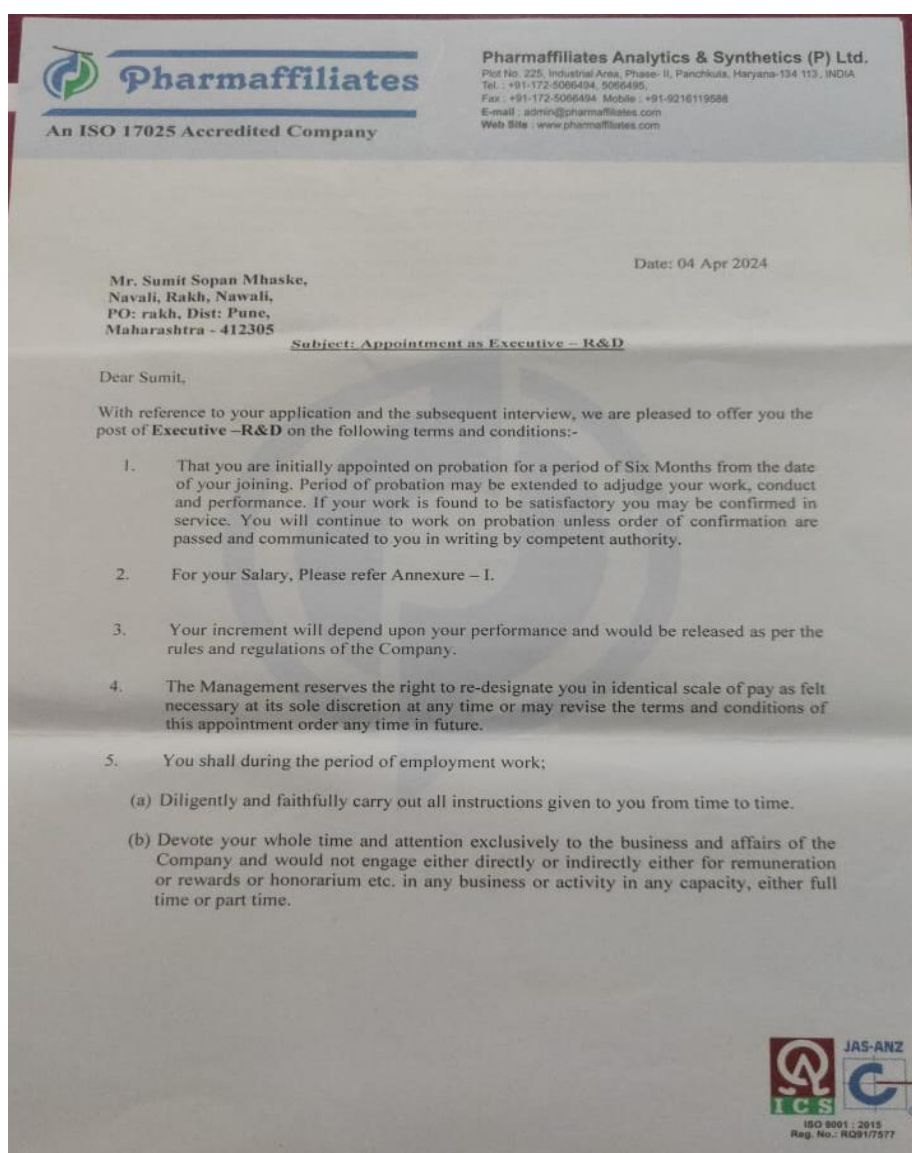 Pharmaffiliates
An ISO 17025 Accredited Company
Pharmaffiliates Analytics & Synthetics (P) Ltd.
Plot No. 225, Industrial Area, Phase- II, Panchkula, Haryana-134 113, INDIA
Tel. : +91-172-5066494, 5066495,
Fax : +91-172-5066494 Mobile : +91-9216119586
E-mail : admin@pharmaffiliates.com
Web Site : www.pharmaffiliates.com
Date: 04 Apr 2024
Mr. Sumit Sopan Mhaske,
Navali, Rakh, Nawali,
PO: rakh, Dist: Pune,
Maharashtra - 412305
Subject: Appointment as Executive – R&D
Dear Sumit,
With reference to your application and the subsequent interview, we are pleased to offer you the
post of Executive –R&D on the following terms and conditions:-
1. That you are initially appointed on probation for a period of Six Months from the date
of your joining. Period of probation may be extended to adjudge your work, conduct
and performance. If your work is found to be satisfactory you may be confirmed in
service. You will continue to work on probation unless order of confirmation are
passed and communicated to you in writing by competent authority.
2. For your Salary, Please refer Annexure – I.
3. Your increment will depend upon your performance and would be released as per the
rules and regulations of the Company.
4. The Management reserves the right to re-designate you in identical scale of pay as felt
necessary at its sole discretion at any time or may revise the terms and conditions of
this appointment order any time in future.
5. You shall during the period of employment work;
(a) Diligently and faithfully carry out all instructions given to you from time to time.
(b) Devote your whole time and attention exclusively to the business and affairs of the
Company and would not engage either directly or indirectly either for remuneration
or rewards or honorarium etc. in any business or activity in any capacity, either full
time or part time.
JAS-ANZ
ICS
ISO 9001 : 2015
Reg. No.: RQ91/7577